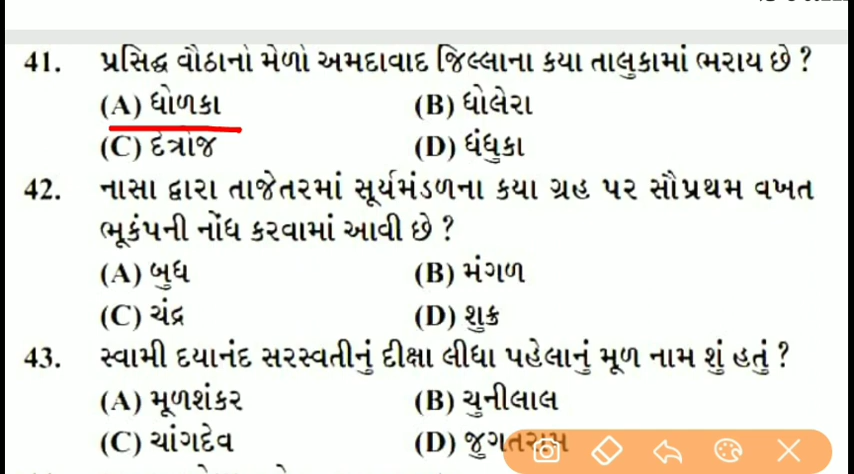 41. પ્રસિદ્ધ વૌઠાનો મેળો અમદાવાદ જિલ્લાના કયા તાલુકામાં ભરાય છે ?
(A) ધોળકા (B) ધોલેરા
(C) દેત્રોજ (D) ધંધુકા
42. નાસા દ્વારા તાજેતરમાં સૂર્યમંડળના કયા ગ્રહ પર સૌપ્રથમ વખત
ભૂકંપની નોંધ કરવામાં આવી છે ?
(A) બુધ (B) મંગળ
(C) ચંદ્ર (D) શુક્ર
43. સ્વામી દયાનંદ સરસ્વતીનું દીક્ષા લીધા પહેલાનું મૂળ નામ શું હતું ?
(A) મૂળશંકર (B) ચુનીલાલ
(C) ચાંગદેવ (D) જુગતરામ